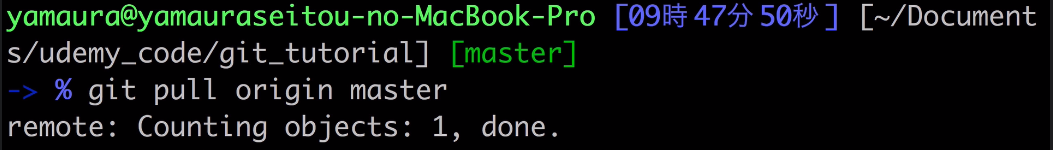 yamaura@yamauraseitou-no-MacBook-Pro [09時47分50秒] [~/Document
s/udemy_code/git_tutorial] [master]
-> % git pull origin master
remote: Counting objects: 1, done.